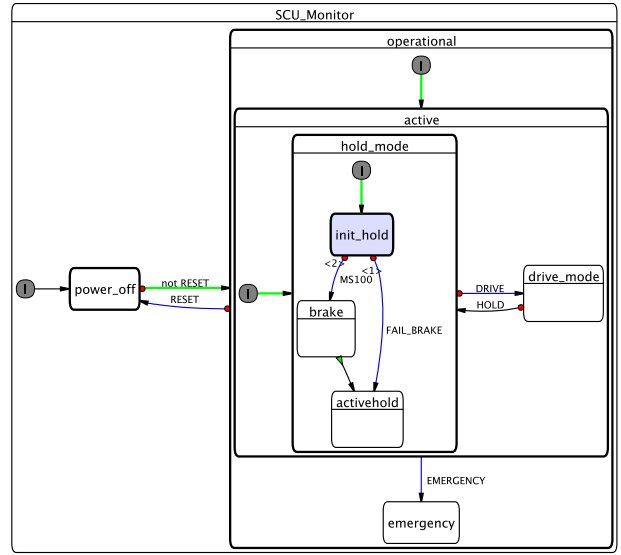 SCU_Monitor
operational
I
active
hold_mode
I
init_hold
<2>
<1>
MS100
brake
FAIL_BRAKE
activehold
I
power_off
not RESET
RESET
I
DRIVE
HOLD
drive_mode
EMERGENCY
emergency